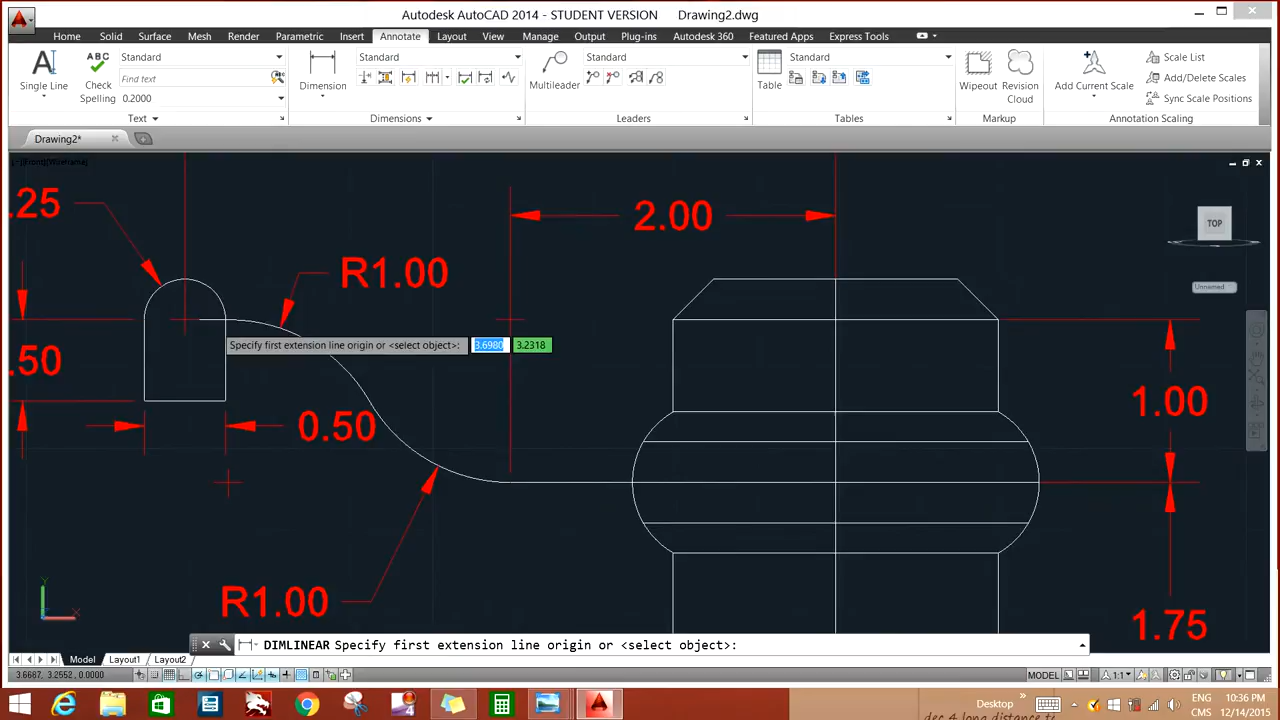 Autodesk AutoCAD 2014 - STUDENT VERSION Drawing2.dwg
Home Solid Surface Mesh Render Parametric Insert Annotate Layout View Manage Output Plug-ins Autodesk 360 Featured Apps Express Tools
A Single Line
ABC Check Spelling
Standard
Find text
0.2000
Text
Dimension
Standard
Dimensions
Multileader
Standard
Leaders
Table
Standard
Tables
Wipeout
Revision Cloud
Markup
Add Current Scale
Scale List
Add/Delete Scales
Sync Scale Positions
Annotation Scaling
Drawing2*
[-][Front][Wireframe]
.25
2.00
TOP
R1.00
Unnamed
Specify first extension line origin or <select object>: 3.6980 3.2318
.50
1.00
0.50
R1.00
1.75
Y
X
DIMLINEAR Specify first extension line origin or <select object>:
Model Layout1 Layout2
3.6687, 3.2552, 0.0000
MODEL
1:1
Desktop
ENG
CMS
10:36 PM
12/14/2015